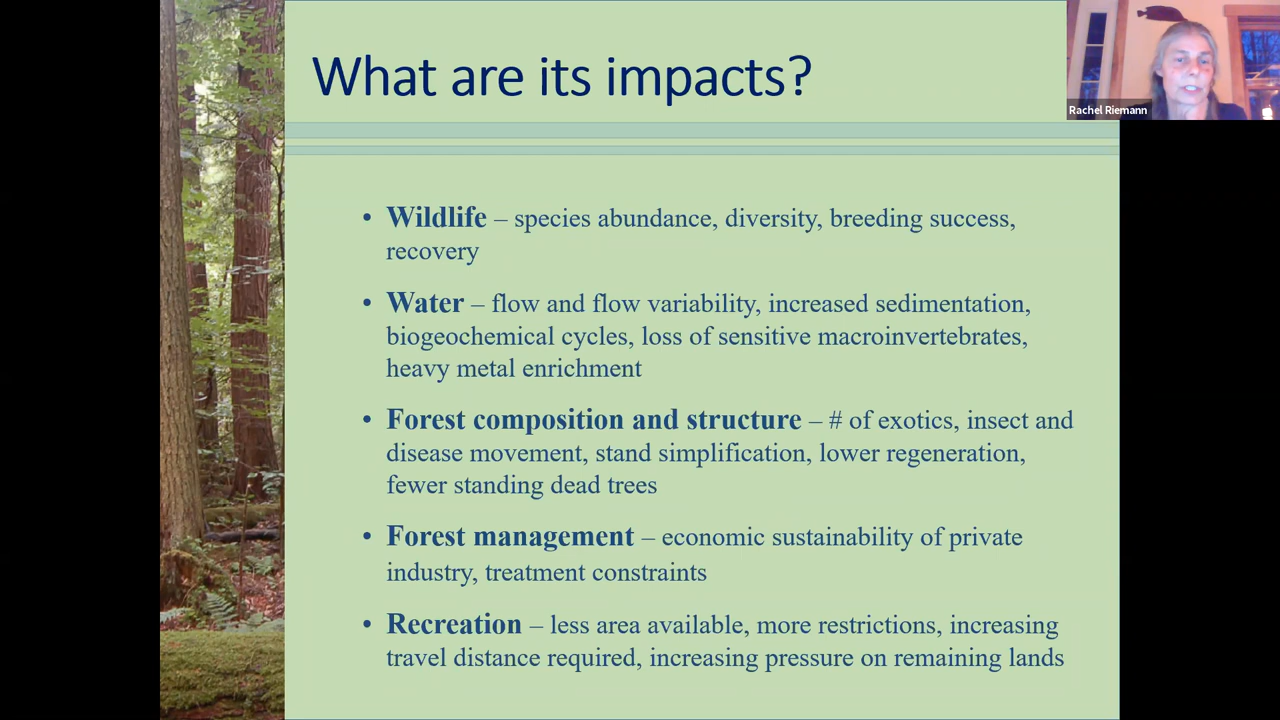 What are its impacts?
Rachel Riemann
• Wildlife – species abundance, diversity, breeding success,
recovery
• Water – flow and flow variability, increased sedimentation,
biogeochemical cycles, loss of sensitive macroinvertebrates,
heavy metal enrichment
• Forest composition and structure – # of exotics, insect and
disease movement, stand simplification, lower regeneration,
fewer standing dead trees
• Forest management – economic sustainability of private
industry, treatment constraints
• Recreation – less area available, more restrictions, increasing
travel distance required, increasing pressure on remaining lands